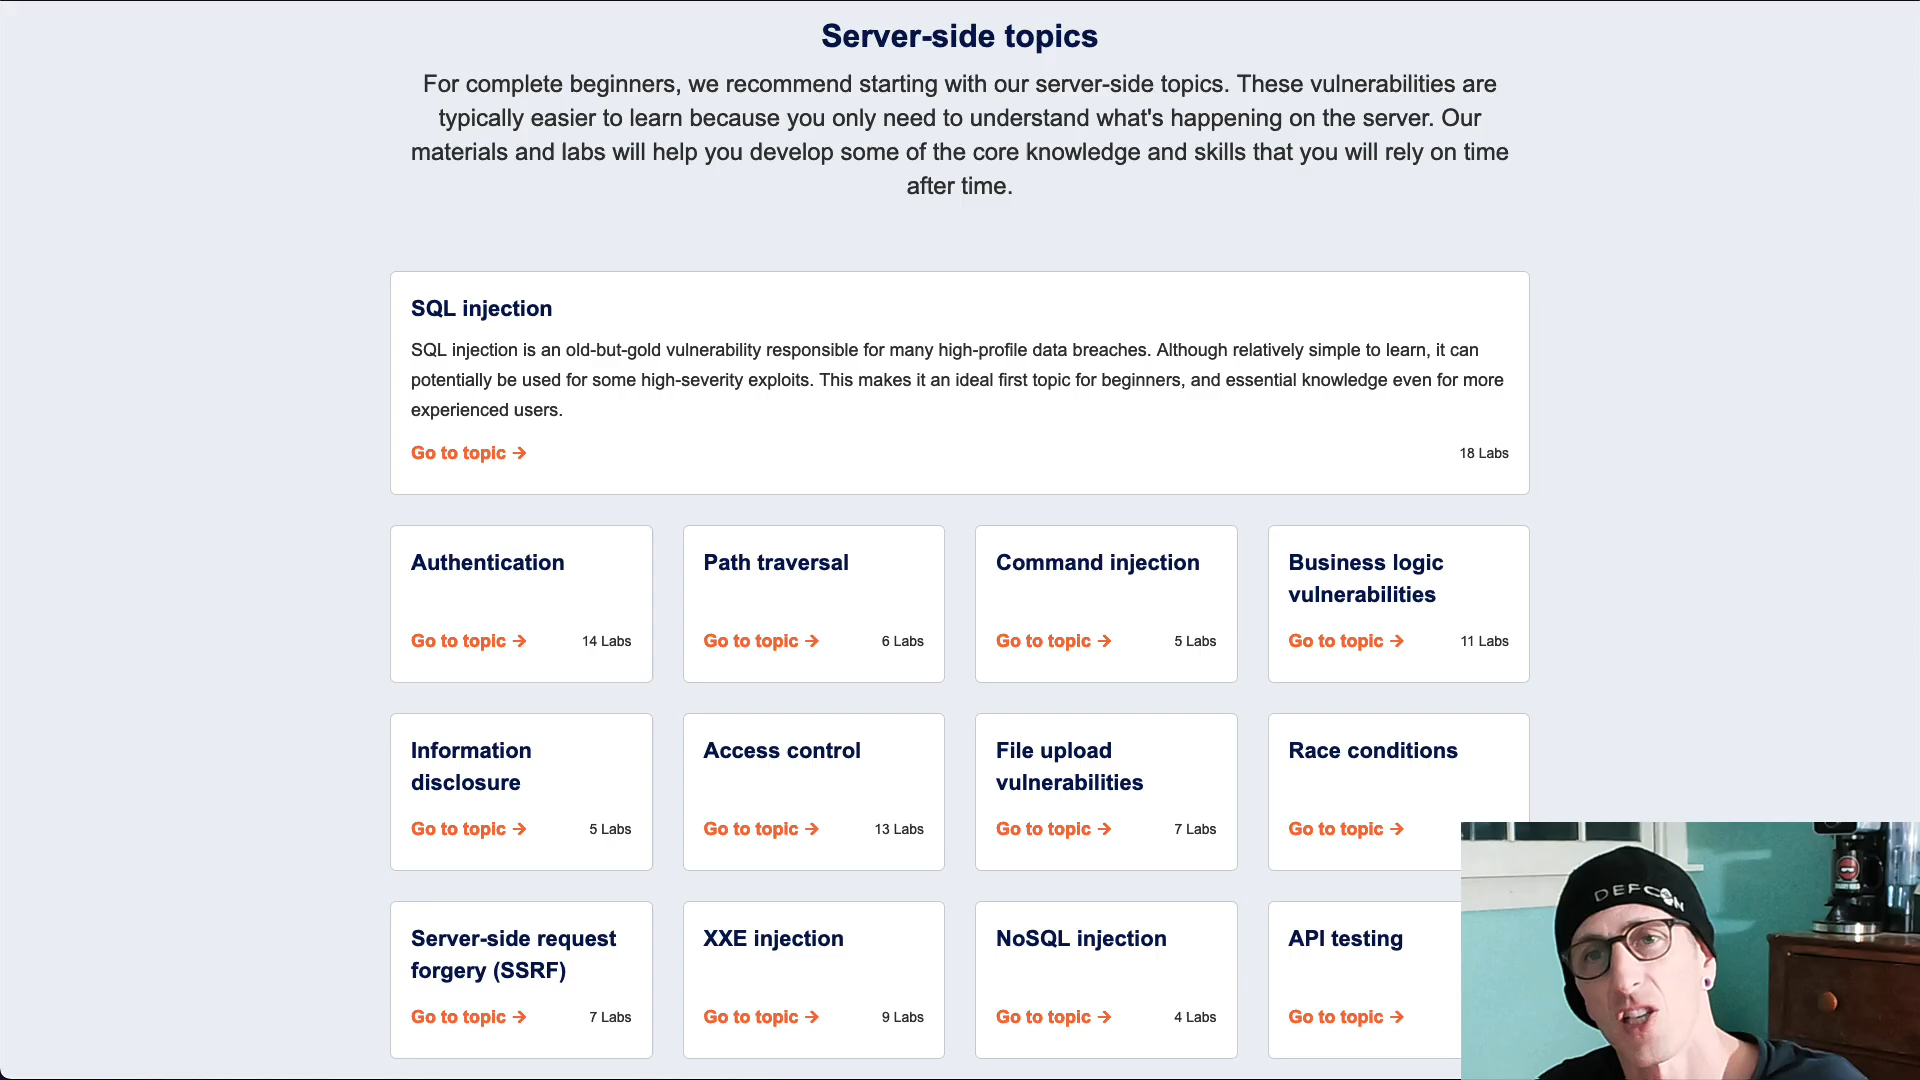 Server-side topics
For complete beginners, we recommend starting with our server-side topics. These vulnerabilities are
typically easier to learn because you only need to understand what's happening on the server. Our
materials and labs will help you develop some of the core knowledge and skills that you will rely on time
after time.
SQL injection
SQL injection is an old-but-gold vulnerability responsible for many high-profile data breaches. Although relatively simple to learn, it can
potentially be used for some high-severity exploits. This makes it an ideal first topic for beginners, and essential knowledge even for more
experienced users.
Go to topic →
18 Labs
Authentication
Go to topic →
14 Labs
Path traversal
Go to topic →
6 Labs
Command injection
Go to topic →
5 Labs
Business logic
vulnerabilities
Go to topic →
11 Labs
Information
disclosure
Go to topic →
5 Labs
Access control
Go to topic →
13 Labs
File upload
vulnerabilities
Go to topic →
7 Labs
Race conditions
Go to topic →
Server-side request
forgery (SSRF)
Go to topic →
7 Labs
XXE injection
Go to topic →
9 Labs
NoSQL injection
Go to topic →
4 Labs
API testing
Go to topic →
DEFCON